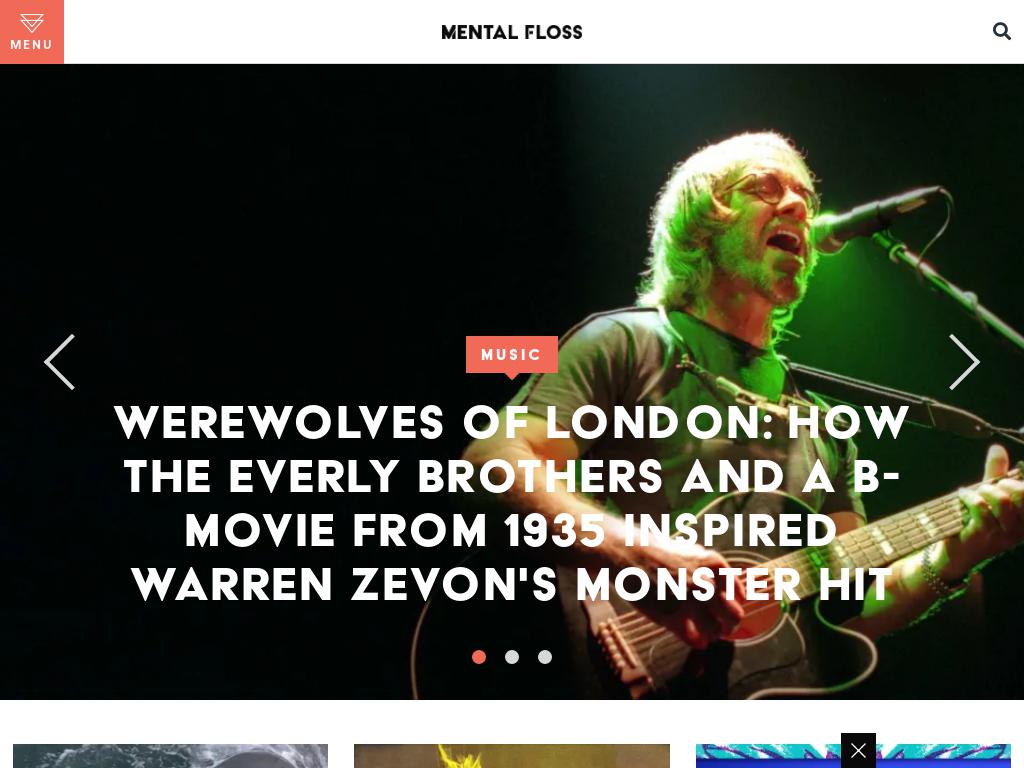 MENU
MENTAL FLOSS
MUSIC
WEREWOLVES OF LONDON: HOW
THE EVERLY BROTHERS AND A B-
MOVIE FROM 1935 INSPIRED
WARREN ZEVON'S MONSTER HIT